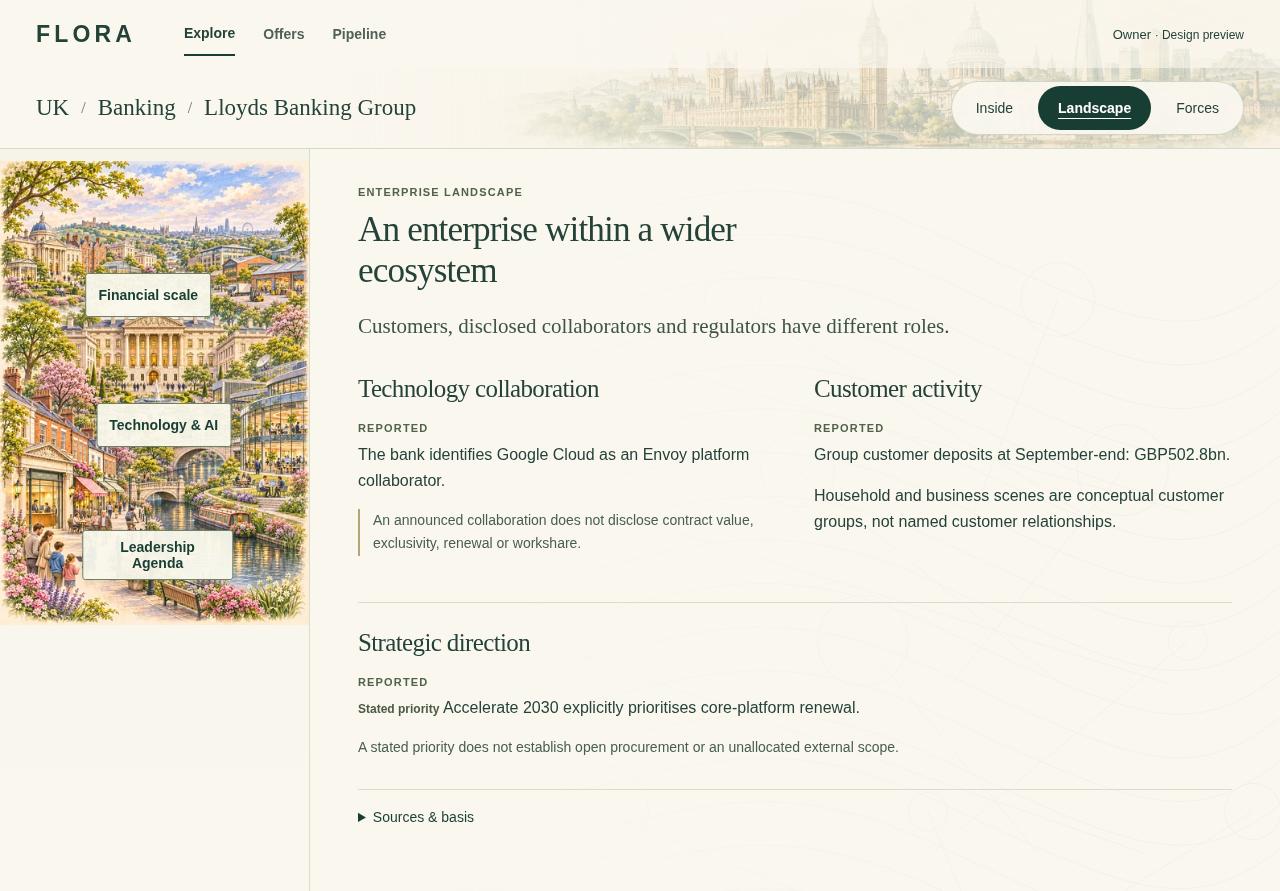 FLORA
Explore
Offers
Pipeline
Owner · Design preview
UK / Banking / Lloyds Banking Group
Inside
Landscape
Forces
Financial scale
Technology & AI
Leadership
Agenda
ENTERPRISE LANDSCAPE
An enterprise within a wider
ecosystem
Customers, disclosed collaborators and regulators have different roles.
Technology collaboration
REPORTED
The bank identifies Google Cloud as an Envoy platform
collaborator.
An announced collaboration does not disclose contract value,
exclusivity, renewal or workshare.
Customer activity
REPORTED
Group customer deposits at September-end: GBP502.8bn.
Household and business scenes are conceptual customer
groups, not named customer relationships.
Strategic direction
REPORTED
Stated priority Accelerate 2030 explicitly prioritises core-platform renewal.
A stated priority does not establish open procurement or an unallocated external scope.
Sources & basis